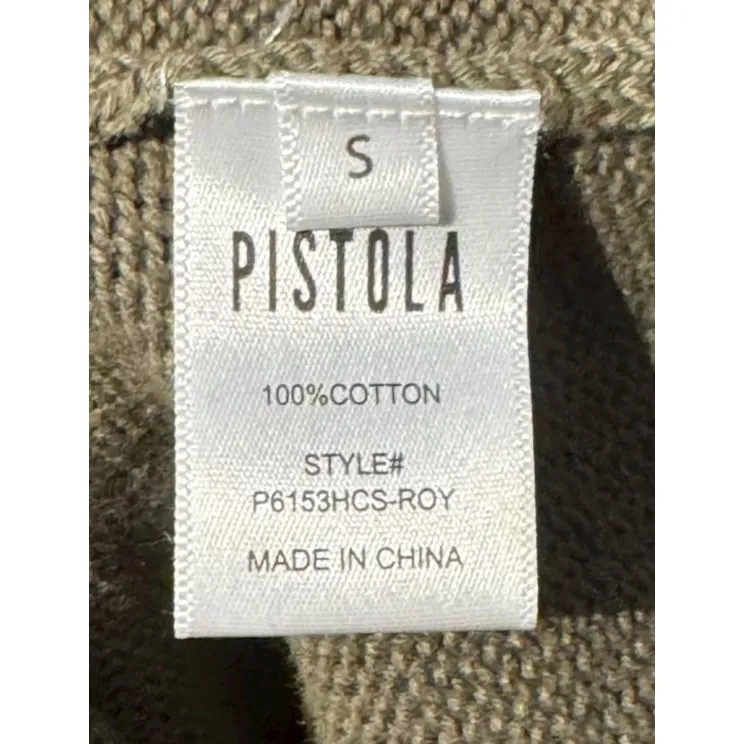 S
PISTOLA
100%COTTON
STYLE#
P6153HCS-ROY
MADE IN CHINA